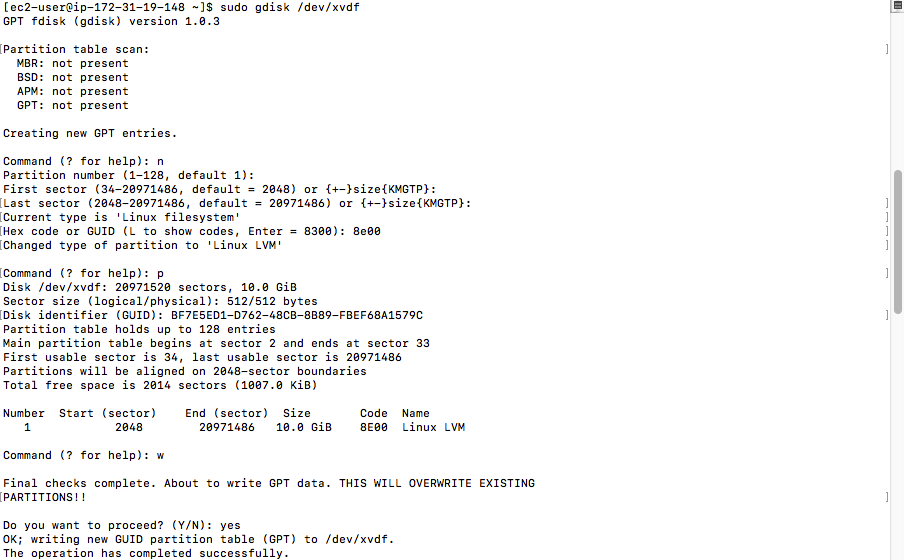 [ec2-user@ip-172-31-19-148 ~]$ sudo gdisk /dev/xvdf
GPT fdisk (gdisk) version 1.0.3
[Partition table scan: ]
MBR: not present
BSD: not present
APM: not present
GPT: not present
Creating new GPT entries.
Command (? for help): n
Partition number (1-128, default 1):
First sector (34-20971486, default = 2048) or {+-}size{KMGTP}:
[Last sector (2048-20971486, default = 20971486) or {+-}size{KMGTP}: ]
[Current type is 'Linux filesystem' ]
[Hex code or GUID (L to show codes, Enter = 8300): 8e00 ]
[Changed type of partition to 'Linux LVM' ]
[Command (? for help): p ]
Disk /dev/xvdf: 20971520 sectors, 10.0 GiB
Sector size (logical/physical): 512/512 bytes
[Disk identifier (GUID): BF7E5ED1-D762-48CB-8B89-FBEF68A1579C ]
Partition table holds up to 128 entries
Main partition table begins at sector 2 and ends at sector 33
First usable sector is 34, last usable sector is 20971486
Partitions will be aligned on 2048-sector boundaries
Total free space is 2014 sectors (1007.0 KiB)
Number  Start (sector)    End (sector)  Size       Code  Name
1            2048        20971486   10.0 GiB    8E00  Linux LVM
Command (? for help): w
Final checks complete. About to write GPT data. THIS WILL OVERWRITE EXISTING
[PARTITIONS!! ]
Do you want to proceed? (Y/N): yes
OK; writing new GUID partition table (GPT) to /dev/xvdf.
The operation has completed successfully.